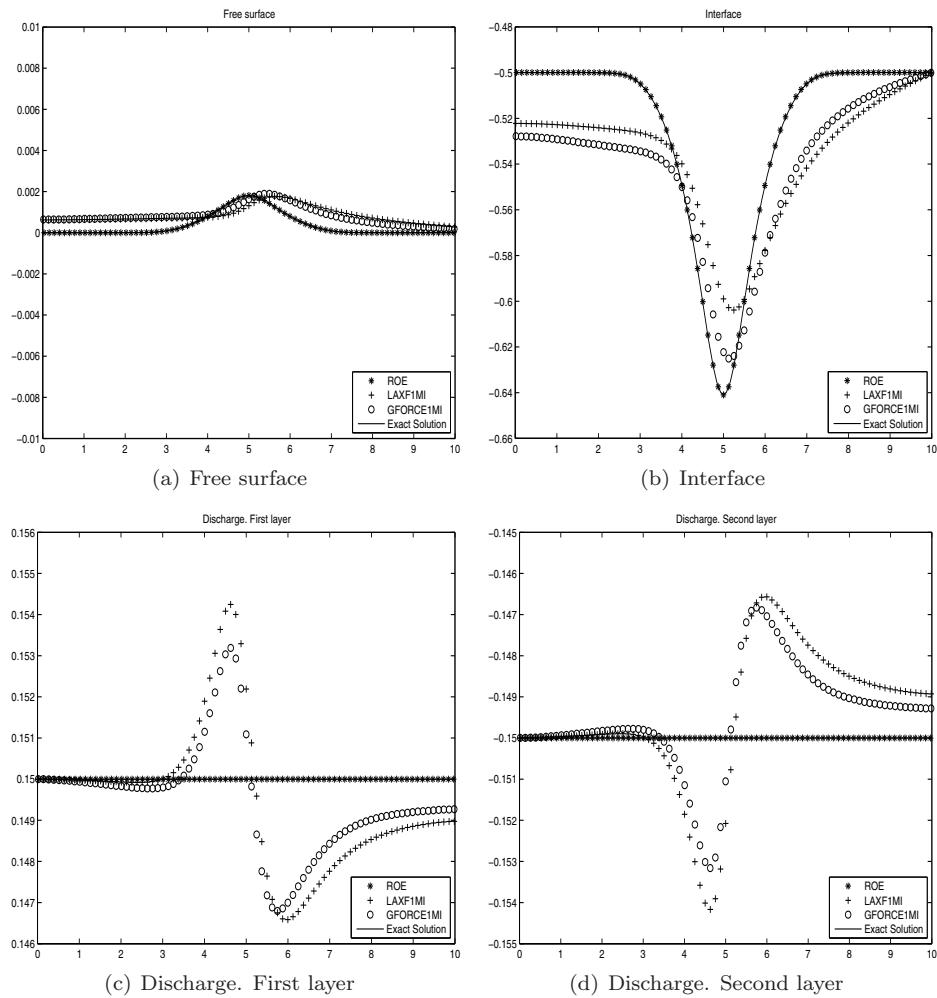 Free surface
0.01
0.008
0.006
0.004
0.002
0
−0.002
−0.004
−0.006
−0.008
−0.01
0 1 2 3 4 5 6 7 8 9 10
ROE
LAXF1MI
GFORCE1MI
Exact Solution
(a) Free surface
Interface
−0.48
−0.5
−0.52
−0.54
−0.56
−0.58
−0.6
−0.62
−0.64
−0.66
0 1 2 3 4 5 6 7 8 9 10
ROE
LAXF1MI
GFORCE1MI
Exact Solution
(b) Interface
Discharge. First layer
0.156
0.155
0.154
0.153
0.152
0.151
0.15
0.149
0.148
0.147
0.146
0 1 2 3 4 5 6 7 8 9 10
ROE
LAXF1MI
GFORCE1MI
Exact Solution
(c) Discharge. First layer
Discharge. Second layer
−0.145
−0.146
−0.147
−0.148
−0.149
−0.15
−0.151
−0.152
−0.153
−0.154
−0.155
0 1 2 3 4 5 6 7 8 9 10
ROE
LAXF1MI
GFORCE1MI
Exact Solution
(d) Discharge. Second layer